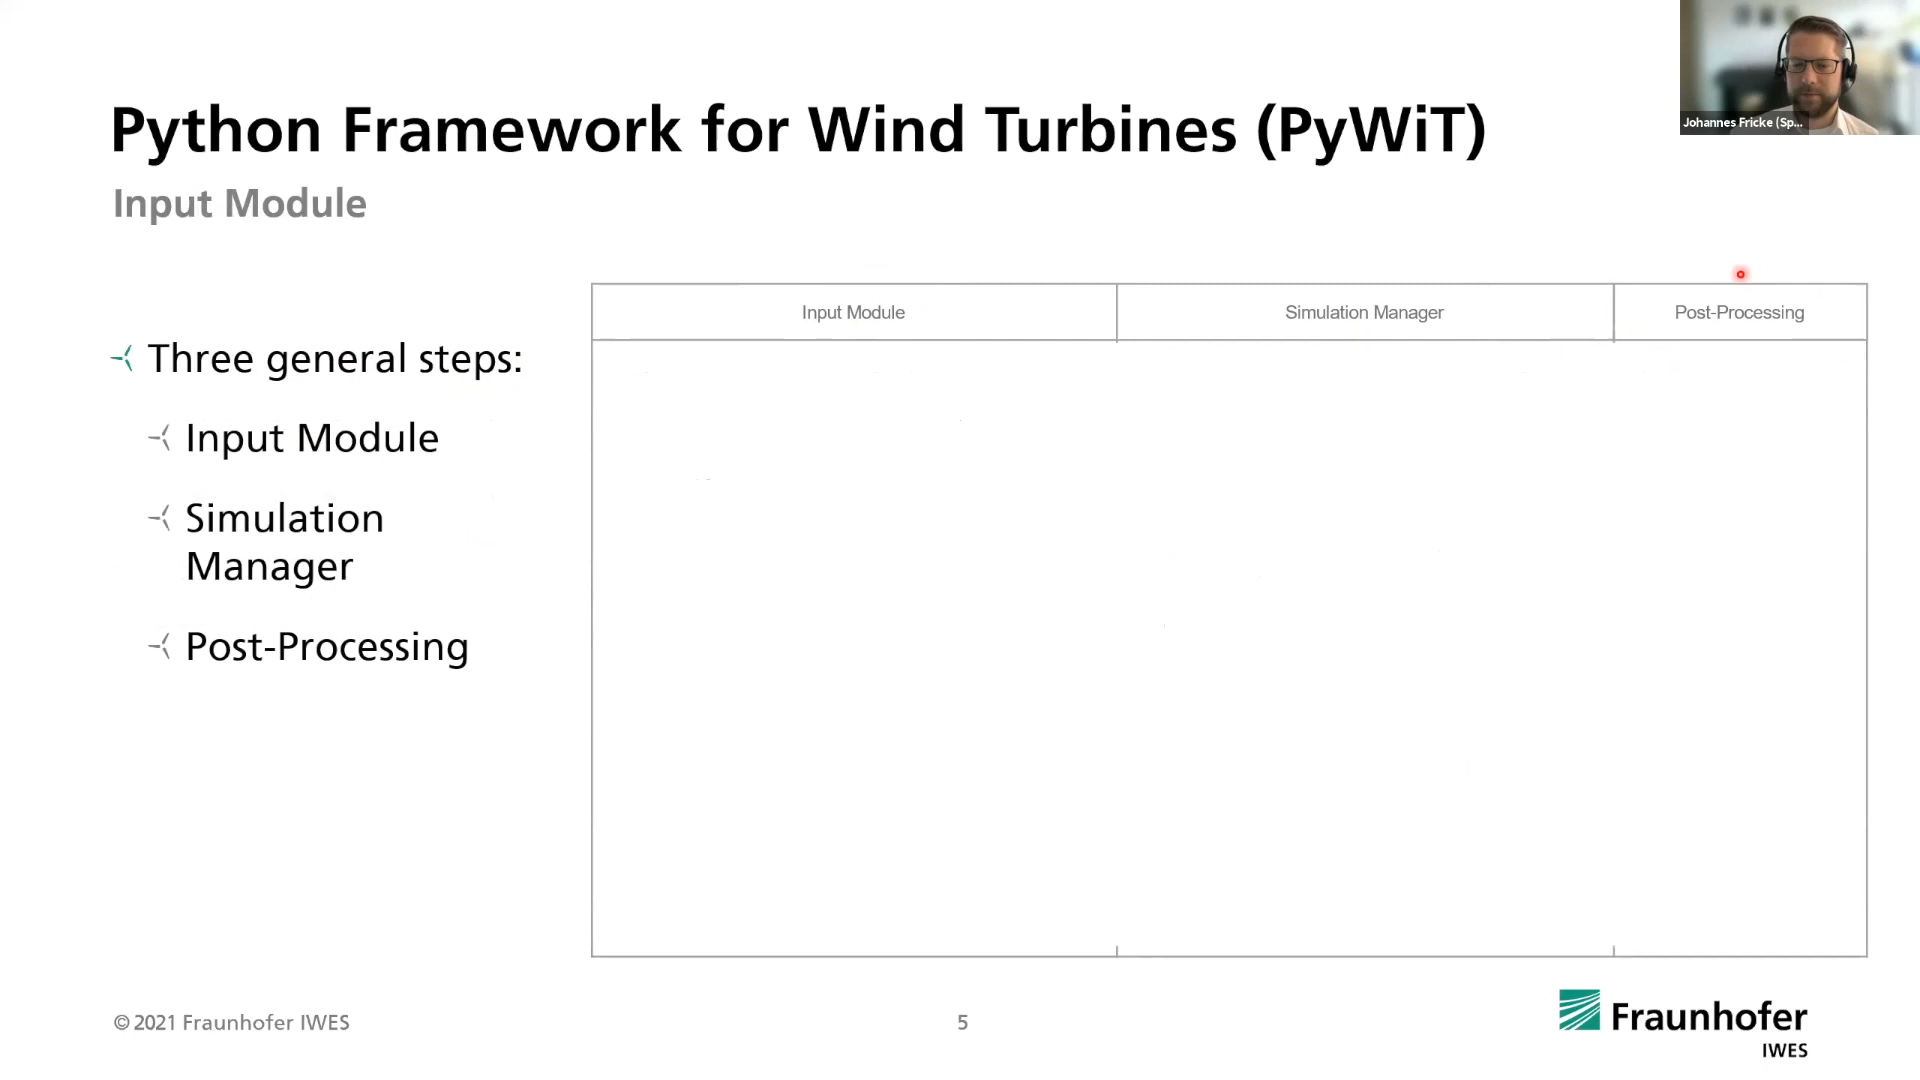 Python Framework for Wind Turbines (PyWiT)
Input Module
Johannes Fricke (Sp...
Three general steps:
Input Module
Simulation
Manager
Post-Processing
Input Module
Simulation Manager
Post-Processing
© 2021 Fraunhofer IWES
5
Fraunhofer
IWES